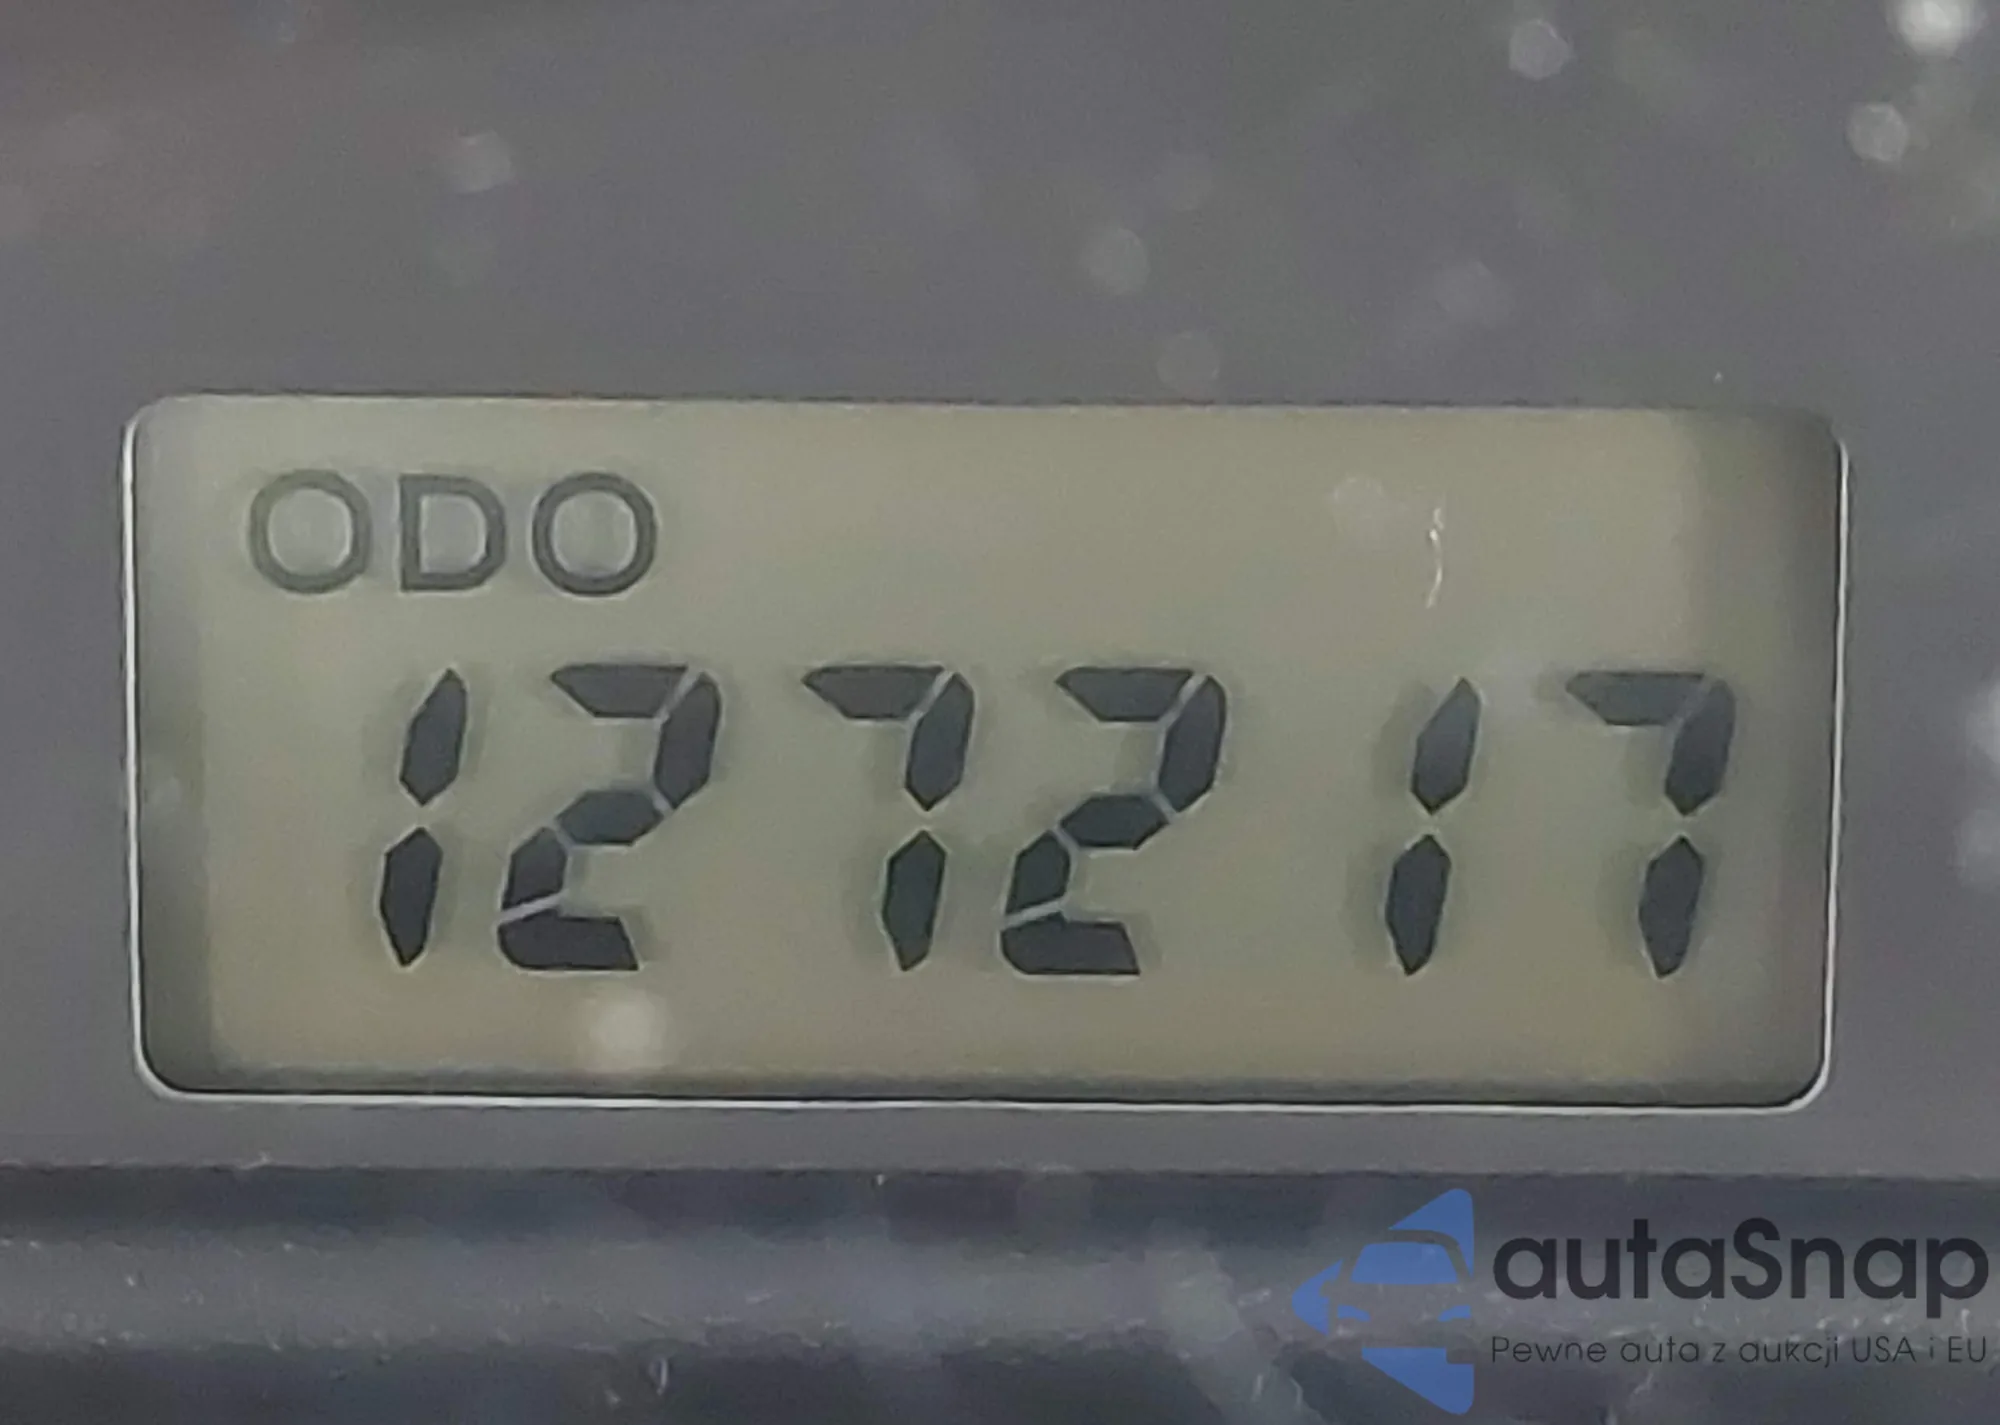 ODO
127217
autaSnap
Pewne auta z aukcji USA i EU